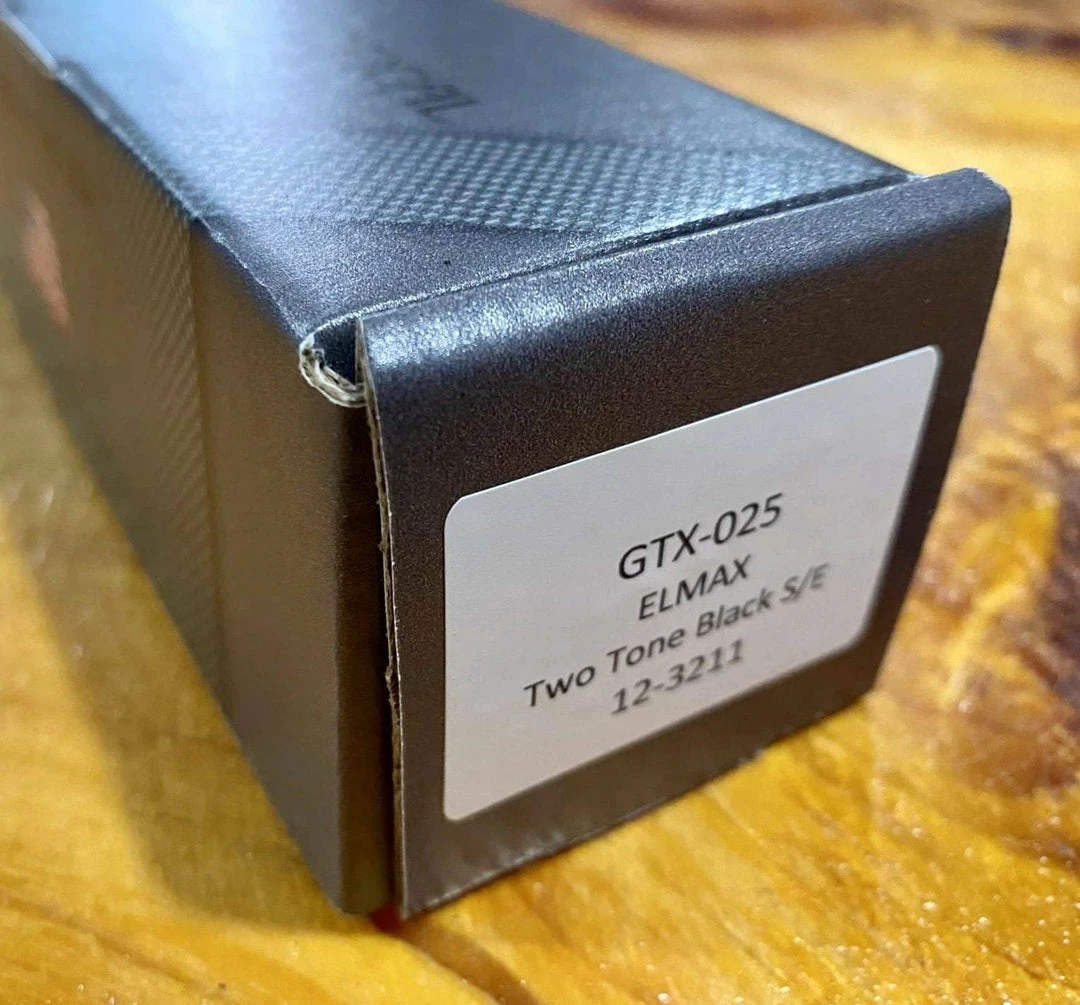 GTX-025
ELMAX
Two Tone Black S/E
12-3211